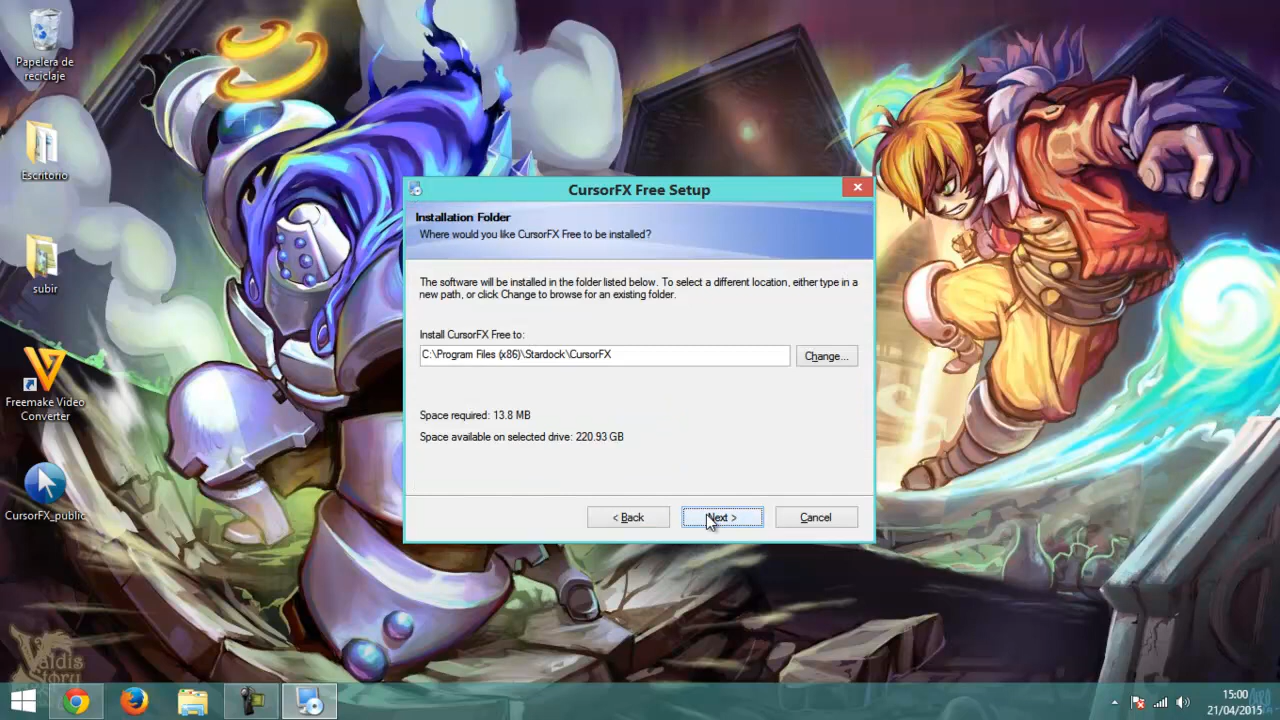 Papelera de
reciclaje
Escritorio
subir
Freemake Video
Converter
CursorFX_public
CursorFX Free Setup
Installation Folder
Where would you like CursorFX Free to be installed?
The software will be installed in the folder listed below. To select a different location, either type in a
new path, or click Change to browse for an existing folder.
Install CursorFX Free to:
C:\Program Files (x86)\Stardock\CursorFX
Change...
Space required: 13.8 MB
Space available on selected drive: 220.93 GB
< Back
Next >
Cancel
Valdis
Story
15:00
21/04/2015